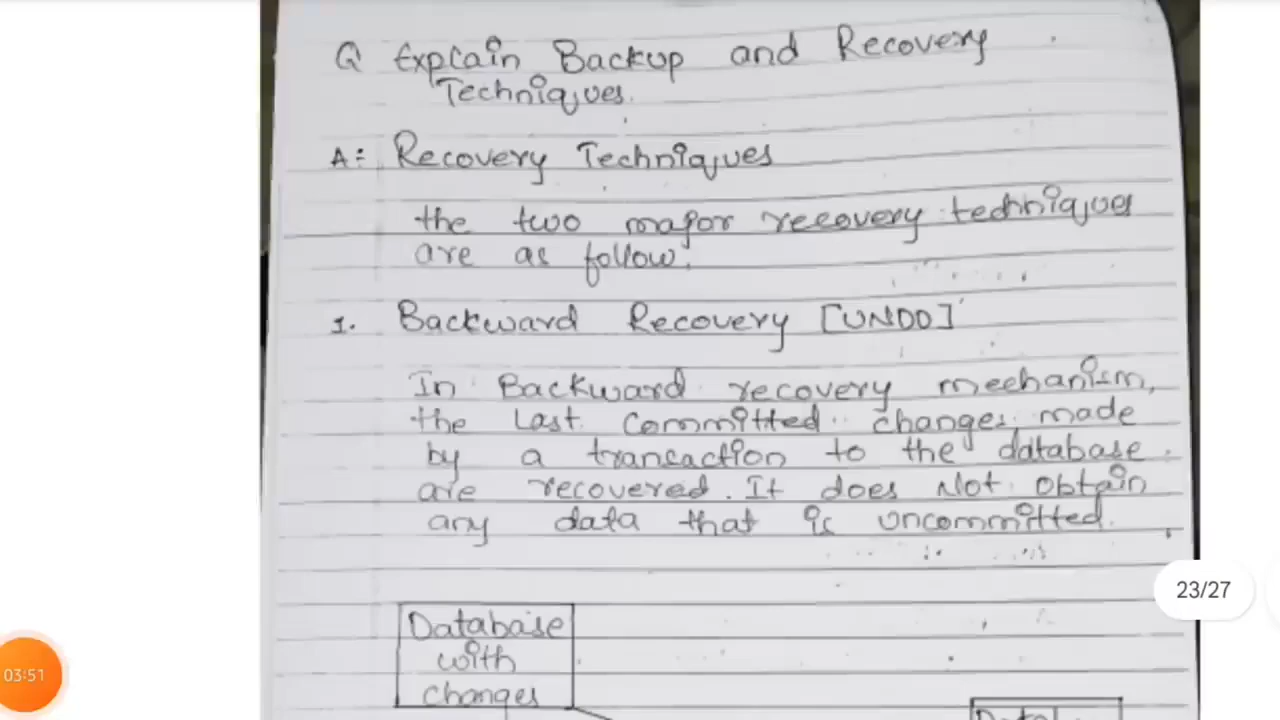 Q Explain Backup and Recovery
Techniques.
A: Recovery Techniques
the two major recovery techniques
are as follow.
1. Backward Recovery [UNDO]
In Backward recovery mechanism,
the Last Committed changes made
by a transaction to the database
are recovered. It does Not obtain
any data that is uncommitted.
23/27
Database
with
changes
03:51